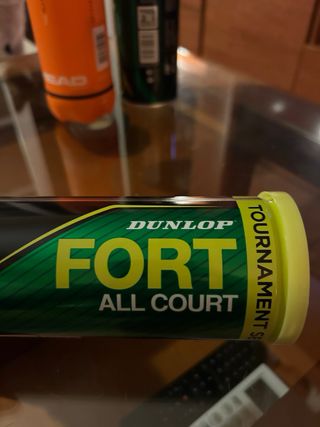 HEAD
DUNLOP
FORT
ALL COURT
TOURNAMENT